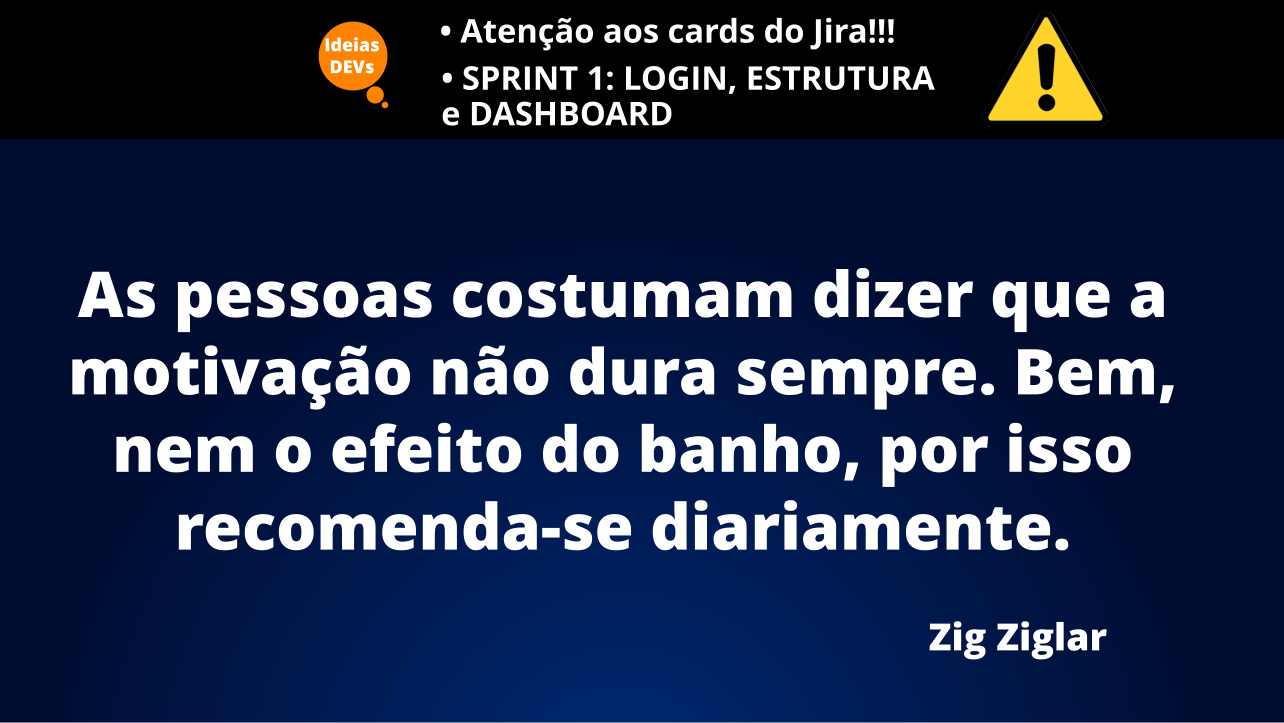 Ideias
DEVs
• Atenção aos cards do Jira!!!
• SPRINT 1: LOGIN, ESTRUTURA
e DASHBOARD
As pessoas costumam dizer que a
motivação não dura sempre. Bem,
nem o efeito do banho, por isso
recomenda-se diariamente.
Zig Ziglar